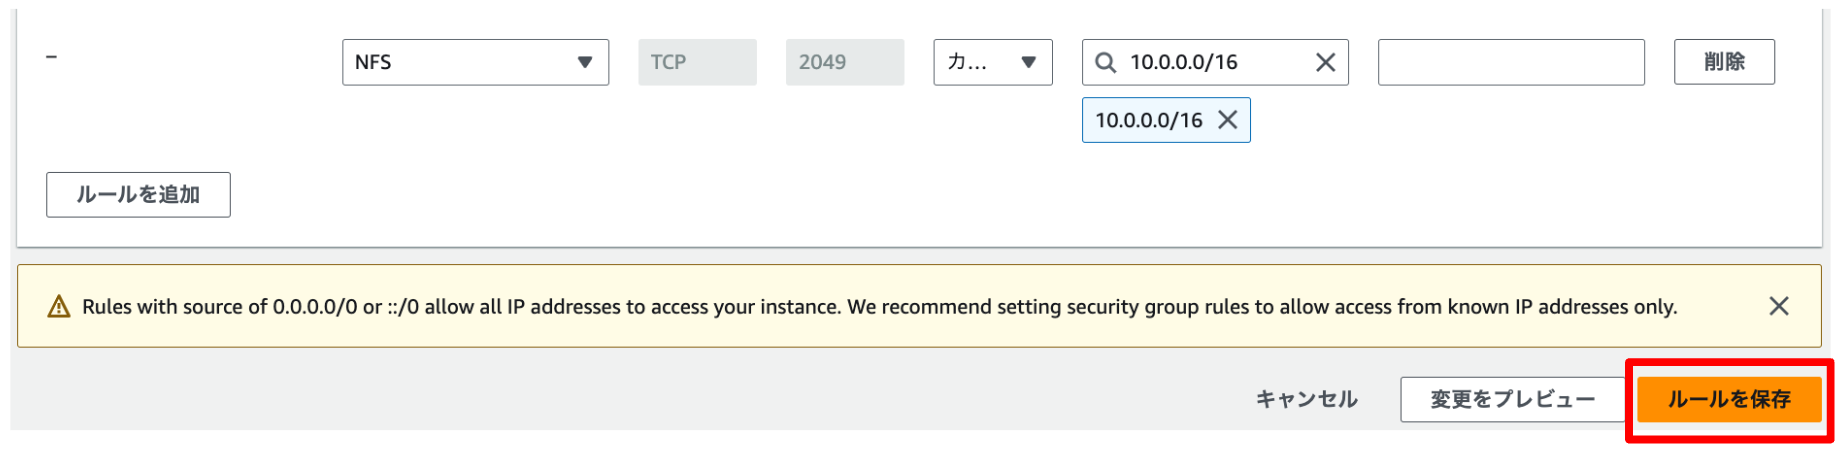 –
NFS
TCP
2049
カ...
10.0.0.0/16
削除
10.0.0.0/16
ルールを追加
Rules with source of 0.0.0.0/0 or ::/0 allow all IP addresses to access your instance. We recommend setting security group rules to allow access from known IP addresses only.
キャンセル
変更をプレビュー
ルールを保存